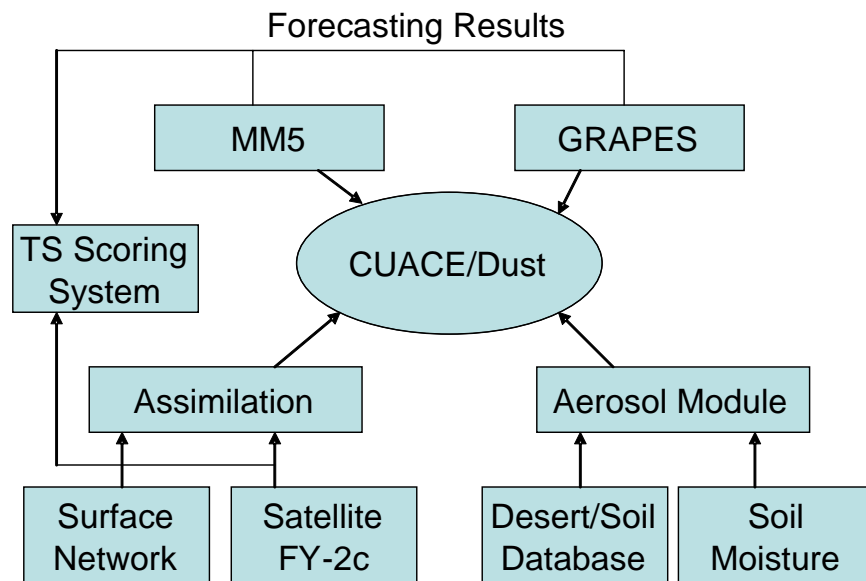 Forecasting Results
MM5
GRAPES
TS Scoring
System
CUACE/Dust
Assimilation
Aerosol Module
Surface
Network
Satellite
FY-2c
Desert/Soil
Database
Soil
Moisture